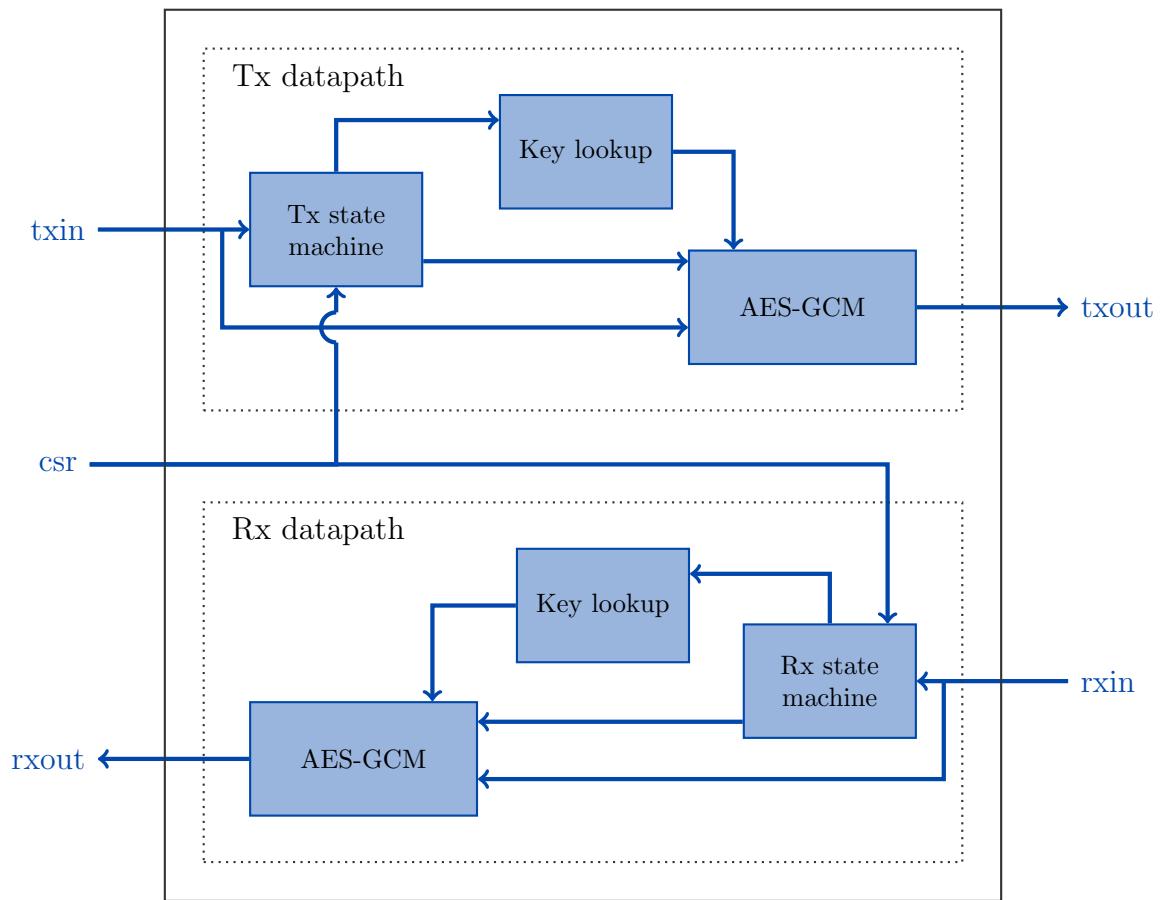 Tx datapath
Key lookup
Tx state
machine
txin
AES-GCM
txout
csr
Rx datapath
Key lookup
Rx state
machine
rxin
AES-GCM
rxout